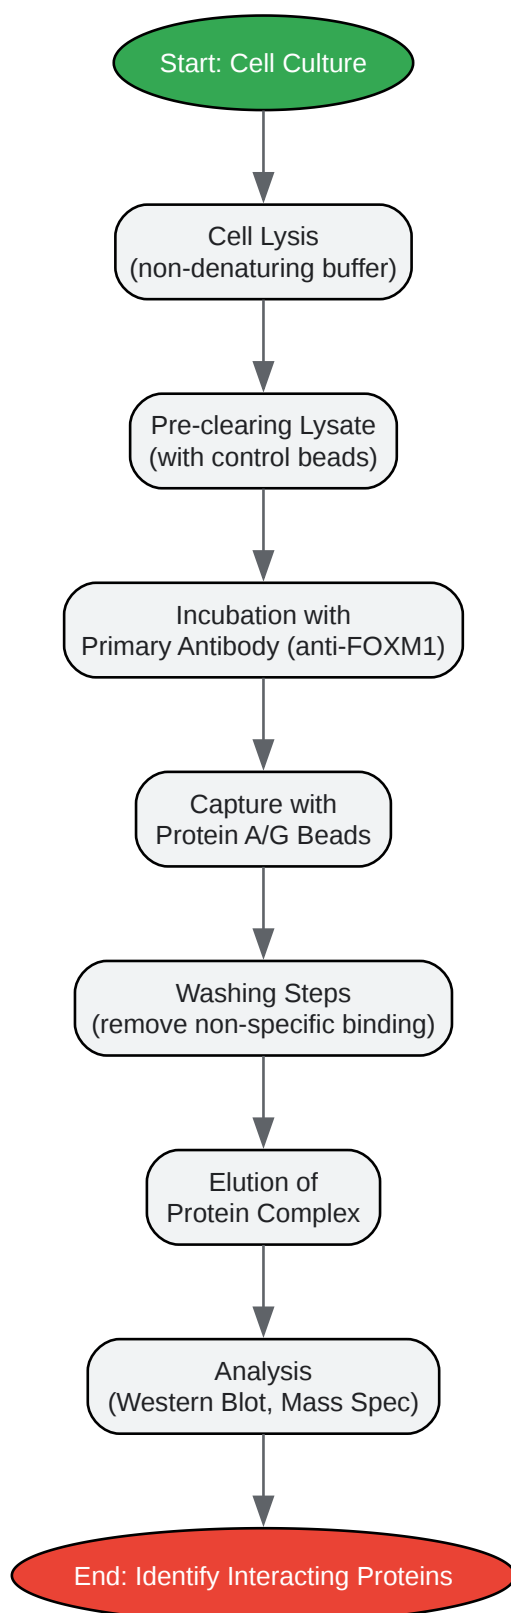 Start: Cell Culture
Cell Lysis
(non-denaturing buffer)
Pre-clearing Lysate
(with control beads)
Incubation with
Primary Antibody (anti-FOXM1)
Capture with
Protein A/G Beads
Washing Steps
(remove non-specific binding)
Elution of
Protein Complex
Analysis
(Western Blot, Mass Spec)
End: Identify Interacting Proteins